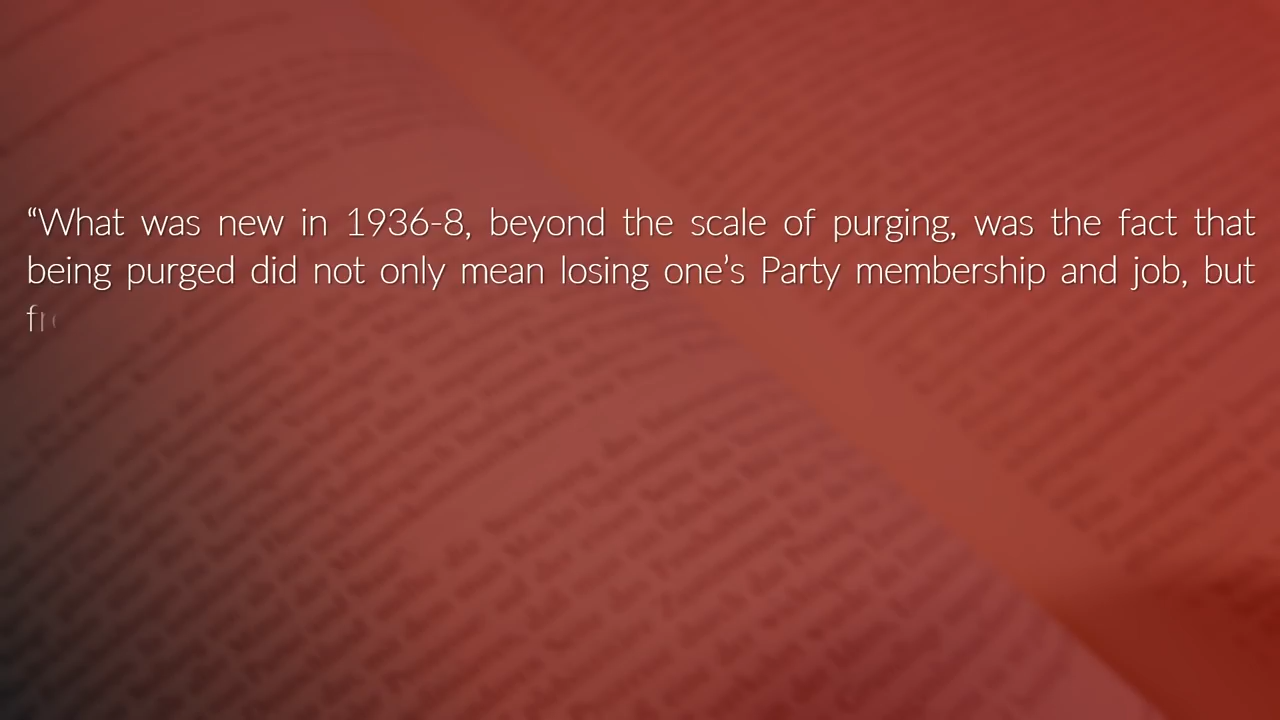 “What was new in 1936-8, beyond the scale of purging, was the fact that
being purged did not only mean losing one’s Party membership and job, but